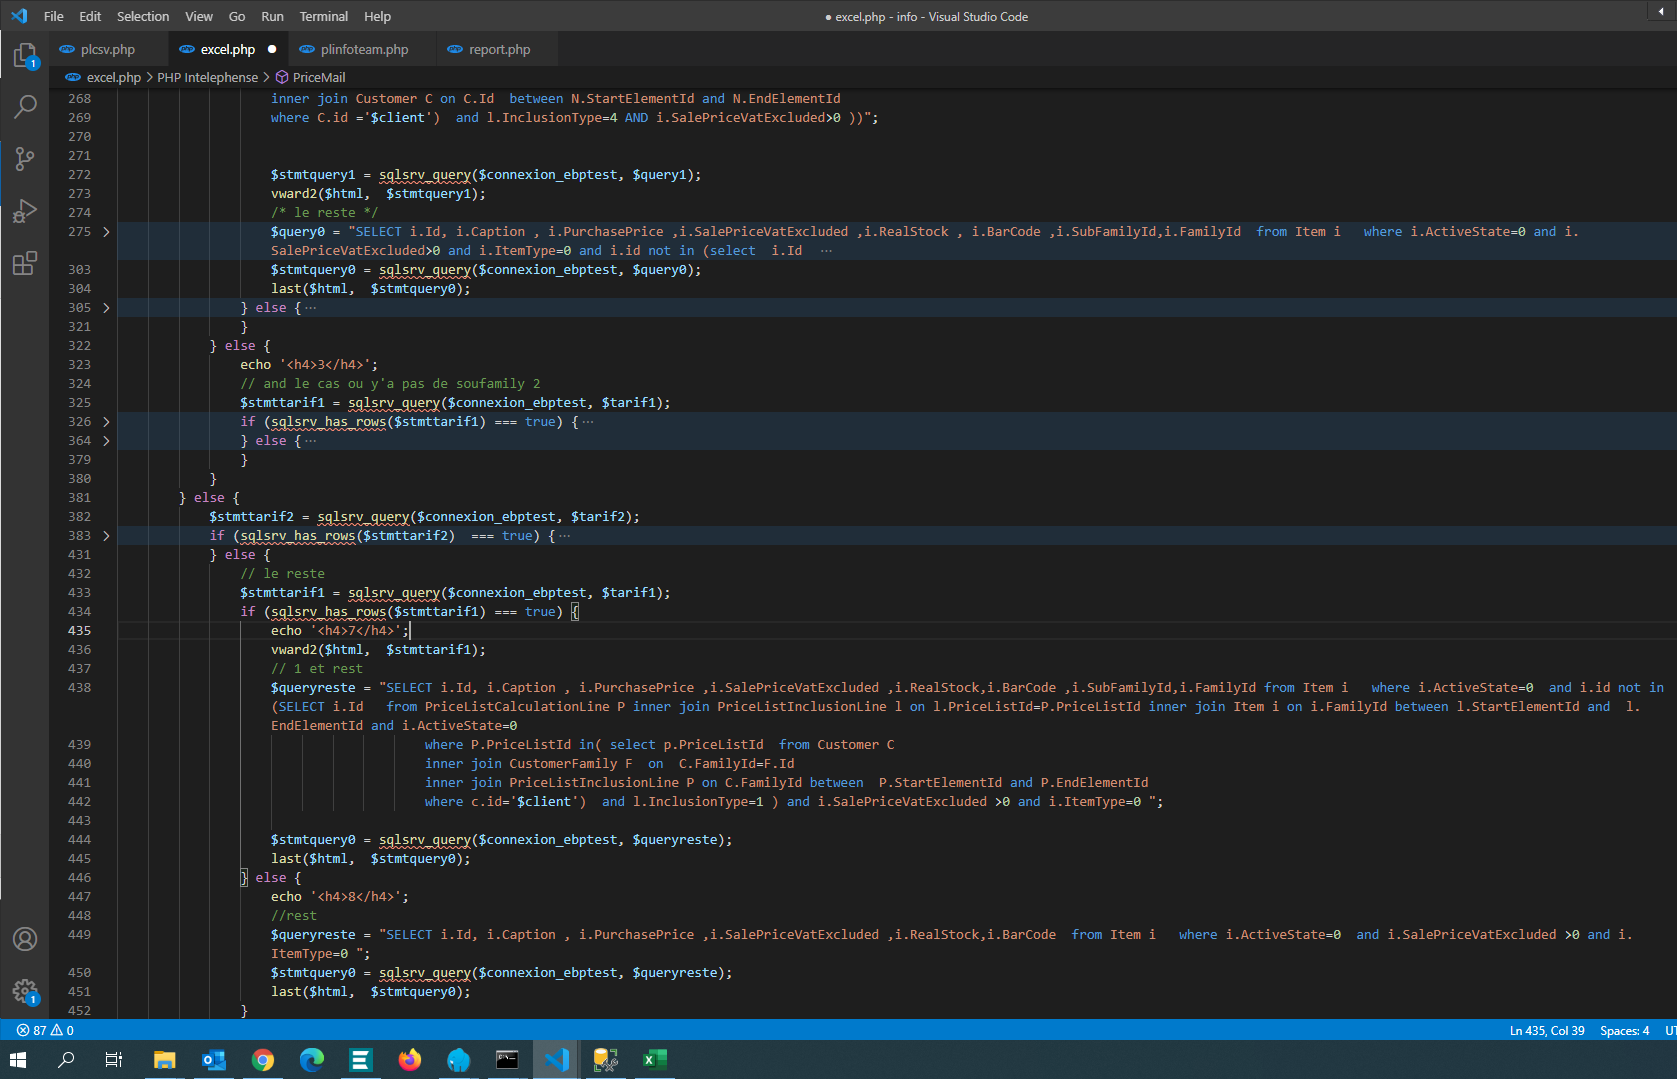 File Edit Selection View Go Run Terminal Help
● excel.php - info - Visual Studio Code
plcsv.php excel.php ● plinfoteam.php report.php
excel.php > PHP Intelephense > PriceMail
268 inner join Customer C on C.Id  between N.StartElementId and N.EndElementId
269 where C.id ='$client')  and l.InclusionType=4 AND i.SalePriceVatExcluded>0 ))";
270
271
272 $stmtquery1 = sqlsrv_query($connexion_ebptest, $query1);
273 vward2($html,  $stmtquery1);
274 /* le reste */
275 $query0 = "SELECT i.Id, i.Caption , i.PurchasePrice ,i.SalePriceVatExcluded ,i.RealStock , i.BarCode ,i.SubFamilyId,i.FamilyId  from Item i   where i.ActiveState=0 and i.
SalePriceVatExcluded>0 and i.ItemType=0 and i.id not in (select  i.Id  ···
303 $stmtquery0 = sqlsrv_query($connexion_ebptest, $query0);
304 last($html,  $stmtquery0);
305 } else {···
321 }
322 } else {
323 echo '<h4>3</h4>';
324 // and le cas ou y'a pas de soufamily 2
325 $stmttarif1 = sqlsrv_query($connexion_ebptest, $tarif1);
326 if (sqlsrv_has_rows($stmttarif1) === true) {···
364 } else {···
379 }
380 }
381 } else {
382 $stmttarif2 = sqlsrv_query($connexion_ebptest, $tarif2);
383 if (sqlsrv_has_rows($stmttarif2)  === true) {···
431 } else {
432 // le reste
433 $stmttarif1 = sqlsrv_query($connexion_ebptest, $tarif1);
434 if (sqlsrv_has_rows($stmttarif1) === true) {
435 echo '<h4>7</h4>';
436 vward2($html,  $stmttarif1);
437 // 1 et rest
438 $queryreste = "SELECT i.Id, i.Caption , i.PurchasePrice ,i.SalePriceVatExcluded ,i.RealStock,i.BarCode ,i.SubFamilyId,i.FamilyId from Item i   where i.ActiveState=0  and i.id not in
(SELECT i.Id   from PriceListCalculationLine P inner join PriceListInclusionLine l on l.PriceListId=P.PriceListId inner join Item i on i.FamilyId between l.StartElementId and  l.
EndElementId and i.ActiveState=0
439 where P.PriceListId in( select p.PriceListId  from Customer C
440 inner join CustomerFamily F  on  C.FamilyId=F.Id
441 inner join PriceListInclusionLine P on C.FamilyId between  P.StartElementId and P.EndElementId
442 where c.id='$client')  and l.InclusionType=1 ) and i.SalePriceVatExcluded >0 and i.ItemType=0 ";
443
444 $stmtquery0 = sqlsrv_query($connexion_ebptest, $queryreste);
445 last($html,  $stmtquery0);
446 } else {
447 echo '<h4>8</h4>';
448 //rest
449 $queryreste = "SELECT i.Id, i.Caption , i.PurchasePrice ,i.SalePriceVatExcluded ,i.RealStock,i.BarCode  from Item i   where i.ActiveState=0  and i.SalePriceVatExcluded >0 and i.
ItemType=0 ";
450 $stmtquery0 = sqlsrv_query($connexion_ebptest, $queryreste);
451 last($html,  $stmtquery0);
452 }
87 0
Ln 435, Col 39 Spaces: 4 UT